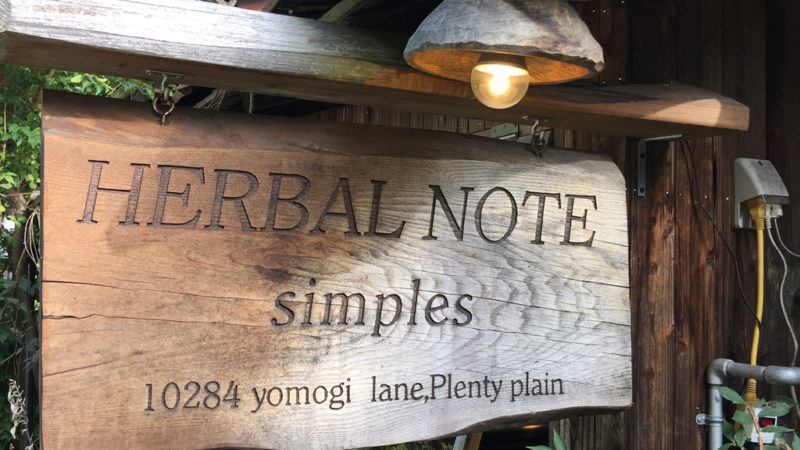 HERBAL NOTE
simples
10284 yomogi lane,Plenty plain